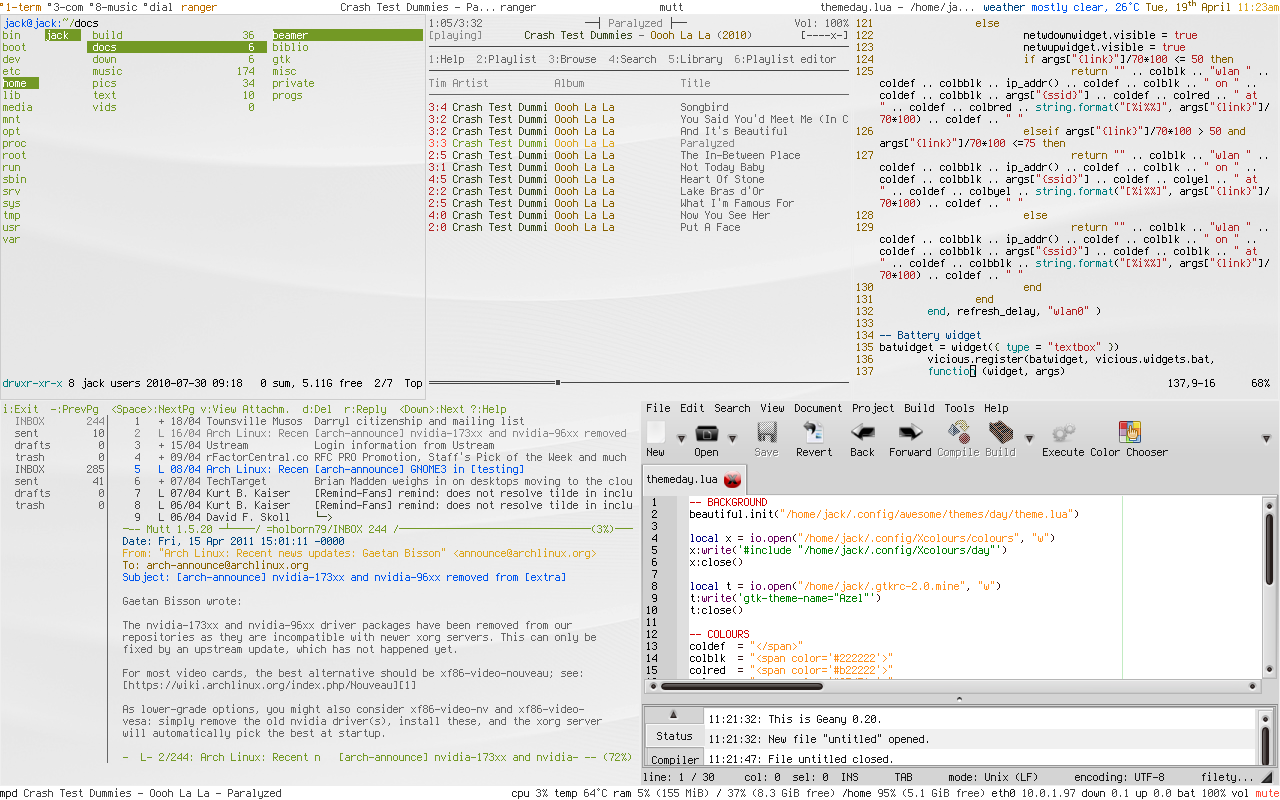 °1-term °3-com °8-music °dial ranger Crash Test Dummies - Pa... ranger mutt themeday.lua - /home/ja... weather mostly clear, 26°C Tue, 19th April 11:23am
jack@jack:~/docs
bin jack build 36 beamer
boot docs 6 biblio
dev down 6 gtk
etc music 174 misc
home pics 34 private
lib text 10 progs
media vids 0
mnt
opt
proc
root
run
sbin
srv
sys
tmp
usr
var
drwxr-xr-x 8 jack users 2010-07-30 09:18 0 sum, 5.11G free 2/7 Top
1:05/3:32 ─┤ Paralyzed ├─ Vol: 100%
[playing] Crash Test Dummies - Oooh La La (2010) [----x-]
1:Help 2:Playlist 3:Browse 4:Search 5:Library 6:Playlist editor
Tim Artist Album Title
3:4 Crash Test Dummi Oooh La La Songbird
3:2 Crash Test Dummi Oooh La La You Said You'd Meet Me (In C
3:2 Crash Test Dummi Oooh La La And It's Beautiful
3:3 Crash Test Dummi Oooh La La Paralyzed
2:5 Crash Test Dummi Oooh La La The In-Between Place
3:1 Crash Test Dummi Oooh La La Not Today Baby
4:5 Crash Test Dummi Oooh La La Heart Of Stone
2:2 Crash Test Dummi Oooh La La Lake Bras d'Or
2:5 Crash Test Dummi Oooh La La What I'm Famous For
4:0 Crash Test Dummi Oooh La La Now You See Her
2:0 Crash Test Dummi Oooh La La Put A Face
121 else
122 netwdownwidget.visible = true
123 netwupwidget.visible = true
124 if args["{link}"]/70*100 <= 50 then
125 return "" .. colblk .. "wlan " ..
coldef .. colbblk .. ip_addr() .. coldef .. colblk .. " on " ..
coldef .. colbblk .. args["{ssid}"] .. coldef .. colred .. " at
" .. coldef .. colbred .. string.format("[%i%%]", args["{link}"]/
70*100) .. coldef .. " "
126 elseif args["{link}"]/70*100 > 50 and
args["{link}"]/70*100 <=75 then
127 return "" .. colblk .. "wlan " ..
coldef .. colbblk .. ip_addr() .. coldef .. colblk .. " on " ..
coldef .. colbblk .. args["{ssid}"] .. coldef .. colyel .. " at
" .. coldef .. colbyel .. string.format("[%i%%]", args["{link}"]/
70*100) .. coldef .. " "
128 else
129 return "" .. colblk .. "wlan " ..
coldef .. colbblk .. ip_addr() .. coldef .. colblk .. " on " ..
coldef .. colbblk .. args["{ssid}"] .. coldef .. colblk .. " at
" .. coldef .. colbblk .. string.format("[%i%%]", args["{link}"]/
70*100) .. coldef .. " "
130 end
131 end
132 end, refresh_delay, "wlan0" )
133
134 -- Battery widget
135 batwidget = widget({ type = "textbox" })
136 vicious.register(batwidget, vicious.widgets.bat,
137 function (widget, args)
137,9-16 68%
i:Exit -:PrevPg <Space>:NextPg v:View Attachm. d:Del r:Reply <Down>:Next ?:Help
INBOX 244 1 + 18/04 Townsville Musos Darryl citizenship and mailing list
sent 10 2 L 16/04 Arch Linux: Recen [arch-announce] nvidia-173xx and nvidia-96xx removed
drafts 0 3 + 15/04 Ustream Login information from Ustream
trash 0 4 + 09/04 rFactorCentral.co RFC PRO Promotion, Staff's Pick of the Week and much
INBOX 285 5 L 08/04 Arch Linux: Recen [arch-announce] GNOME3 in [testing]
sent 41 6 + 07/04 TechTarget Brian Madden weighs in on desktops moving to the clou
drafts 0 7 L 07/04 Kurt B. Kaiser [Remind-Fans] remind: does not resolve tilde in inclu
trash 0 8 L 06/04 Kurt B. Kaiser [Remind-Fans] remind: does not resolve tilde in inclu
9 L 06/04 David F. Skoll └─>
─-- Mutt 1.5.20 ─┴───/ =holborn79/INBOX 244 /───(3%)──
Date: Fri, 15 Apr 2011 15:01:11 -0000
From: "Arch Linux: Recent news updates: Gaetan Bisson" <announce@archlinux.org>
To: arch-announce@archlinux.org
Subject: [arch-announce] nvidia-173xx and nvidia-96xx removed from [extra]
Gaetan Bisson wrote:
The nvidia-173xx and nvidia-96xx driver packages have been removed from our
repositories as they are incompatible with newer xorg servers. This can only be
fixed by an upstream update, which has not happened yet.
For most video cards, the best alternative should be xf86-video-nouveau; see:
[https://wiki.archlinux.org/index.php/Nouveau][1]
As lower-grade options, you might also consider xf86-video-nv and xf86-video-
vesa: simply remove the old nvidia driver(s), install these, and the xorg server
will automatically pick the best at startup.
- L- 2/244: Arch Linux: Recent n [arch-announce] nvidia-173xx and nvidia- -- (72%)
File Edit Search View Document Project Build Tools Help
New Open Save Revert Back Forward Compile Build Execute Color Chooser
themeday.lua
1 -- BACKGROUND
2 beautiful.init("/home/jack/.config/awesome/themes/day/theme.lua")
3
4 local x = io.open("/home/jack/.config/Xcolours/colours", "w")
5 x:write('#include "/home/jack/.config/Xcolours/day"')
6 x:close()
7
8 local t = io.open("/home/jack/.gtkrc-2.0.mine", "w")
9 t:write('gtk-theme-name="Azel"')
10 t:close()
11
12 -- COLOURS
13 coldef = "</span>"
14 colblk = "<span color='#222222'>"
15 colred = "<span color='#b22222'>"
Status
Compiler
11:21:32: This is Geany 0.20.
11:21:32: New file "untitled" opened.
11:21:47: File untitled closed.
line: 1 / 30 col: 0 sel: 0 INS TAB mode: Unix (LF) encoding: UTF-8 filety...
mpd Crash Test Dummies - Oooh La La - Paralyzed cpu 3% temp 64°C ram 5% (155 MiB) / 37% (8.3 GiB free) /home 95% (5.1 GiB free) eth0 10.0.1.97 down 0.1 up 0.0 bat 100% vol mute